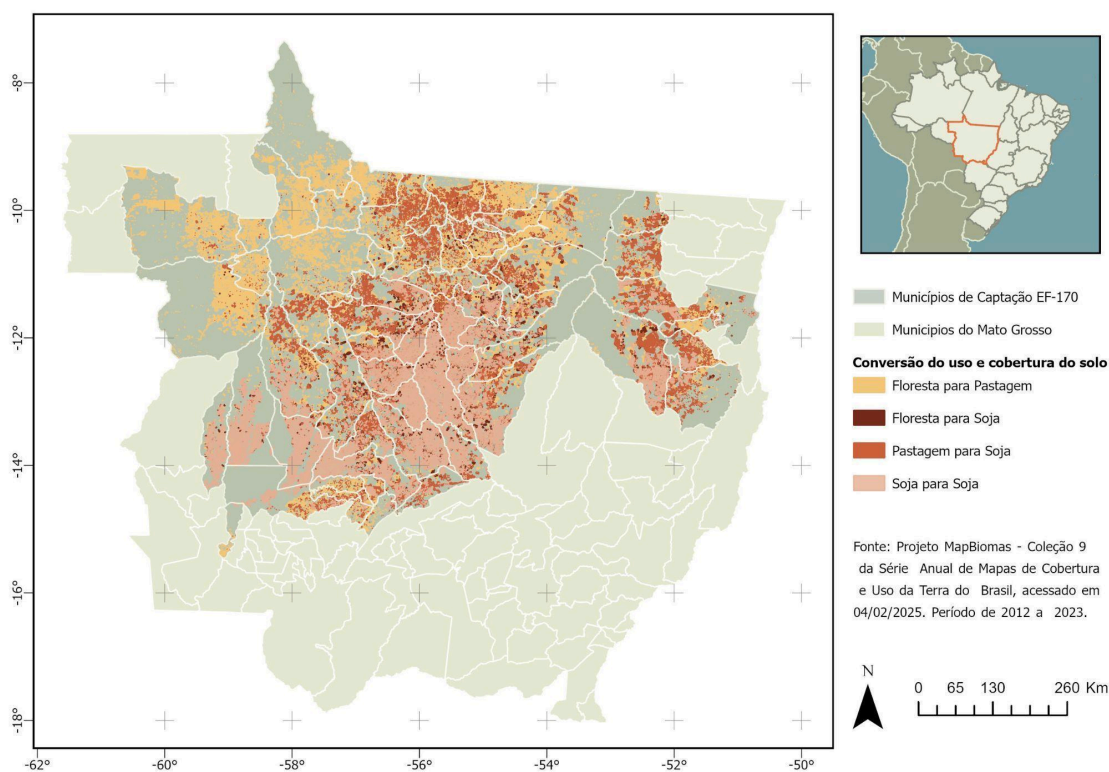 -8°
-10°
-12°
-14°
-16°
-18°
-62°
-60°
-58°
-56°
-54°
-52°
-50°
Municípios de Captação EF-170
Municipios do Mato Grosso
Conversão do uso e cobertura do solo
Floresta para Pastagem
Floresta para Soja
Pastagem para Soja
Soja para Soja
Fonte: Projeto MapBiomas - Coleção 9
da Série Anual de Mapas de Cobertura
e Uso da Terra do Brasil, acessado em
04/02/2025. Período de 2012 a 2023.
N
0 65 130 260 Km